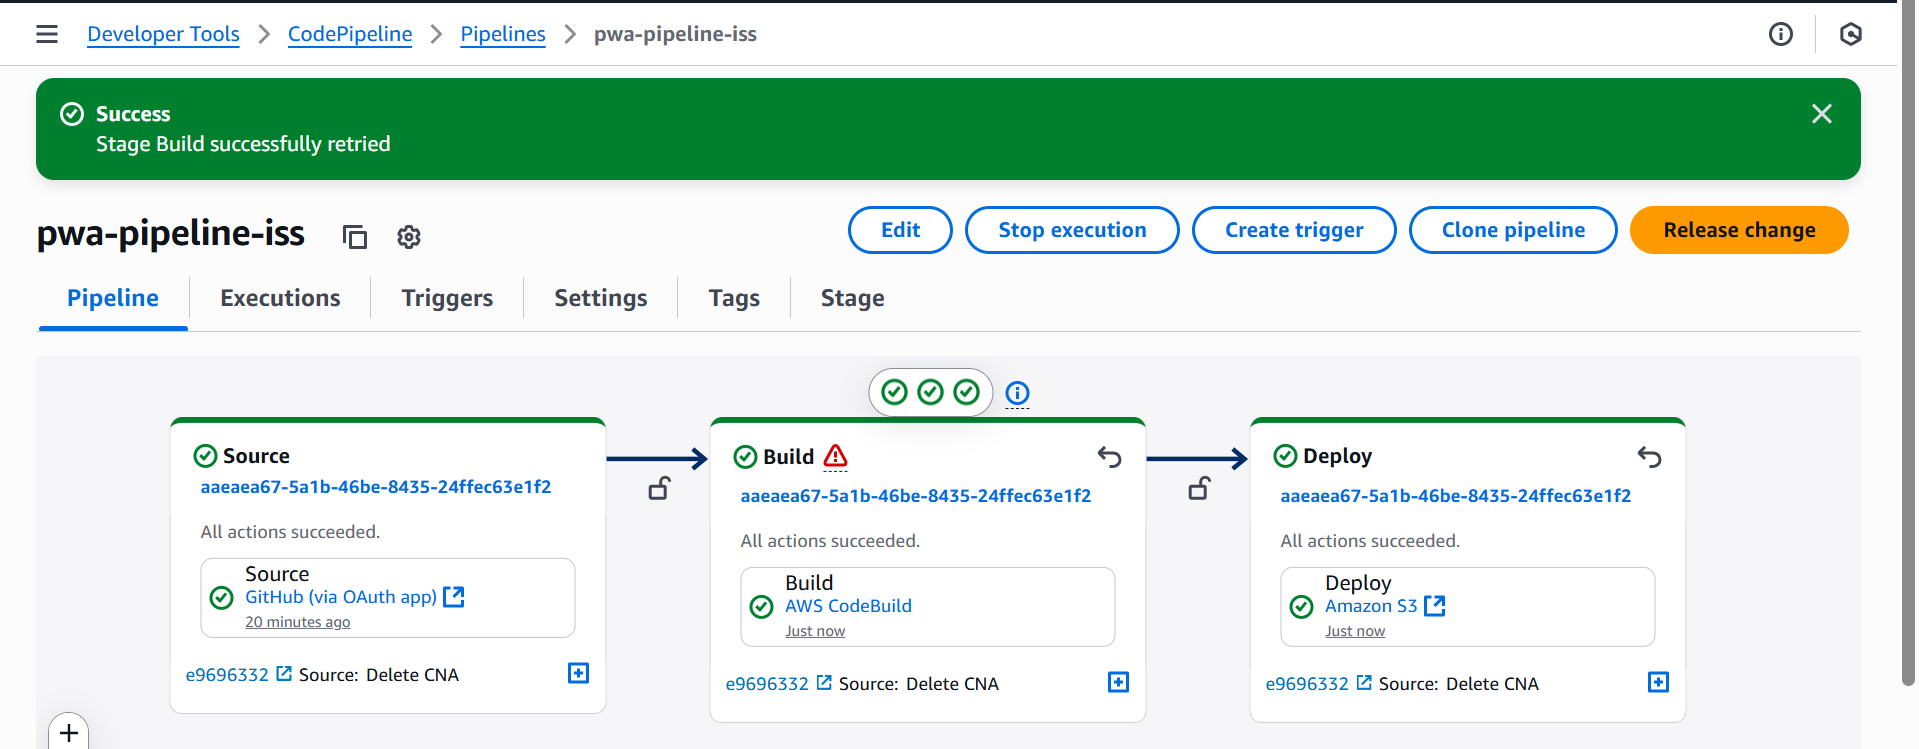 Developer Tools > CodePipeline > Pipelines > pwa-pipeline-iss
Success
Stage Build successfully retried
pwa-pipeline-iss
Edit
Stop execution
Create trigger
Clone pipeline
Release change
Pipeline
Executions
Triggers
Settings
Tags
Stage
Source
aaeaea67-5a1b-46be-8435-24ffec63e1f2
All actions succeeded.
Source
GitHub (via OAuth app)
20 minutes ago
e9696332 Source: Delete CNA
Build
aaeaea67-5a1b-46be-8435-24ffec63e1f2
All actions succeeded.
Build
AWS CodeBuild
Just now
e9696332 Source: Delete CNA
Deploy
aaeaea67-5a1b-46be-8435-24ffec63e1f2
All actions succeeded.
Deploy
Amazon S3
Just now
e9696332 Source: Delete CNA